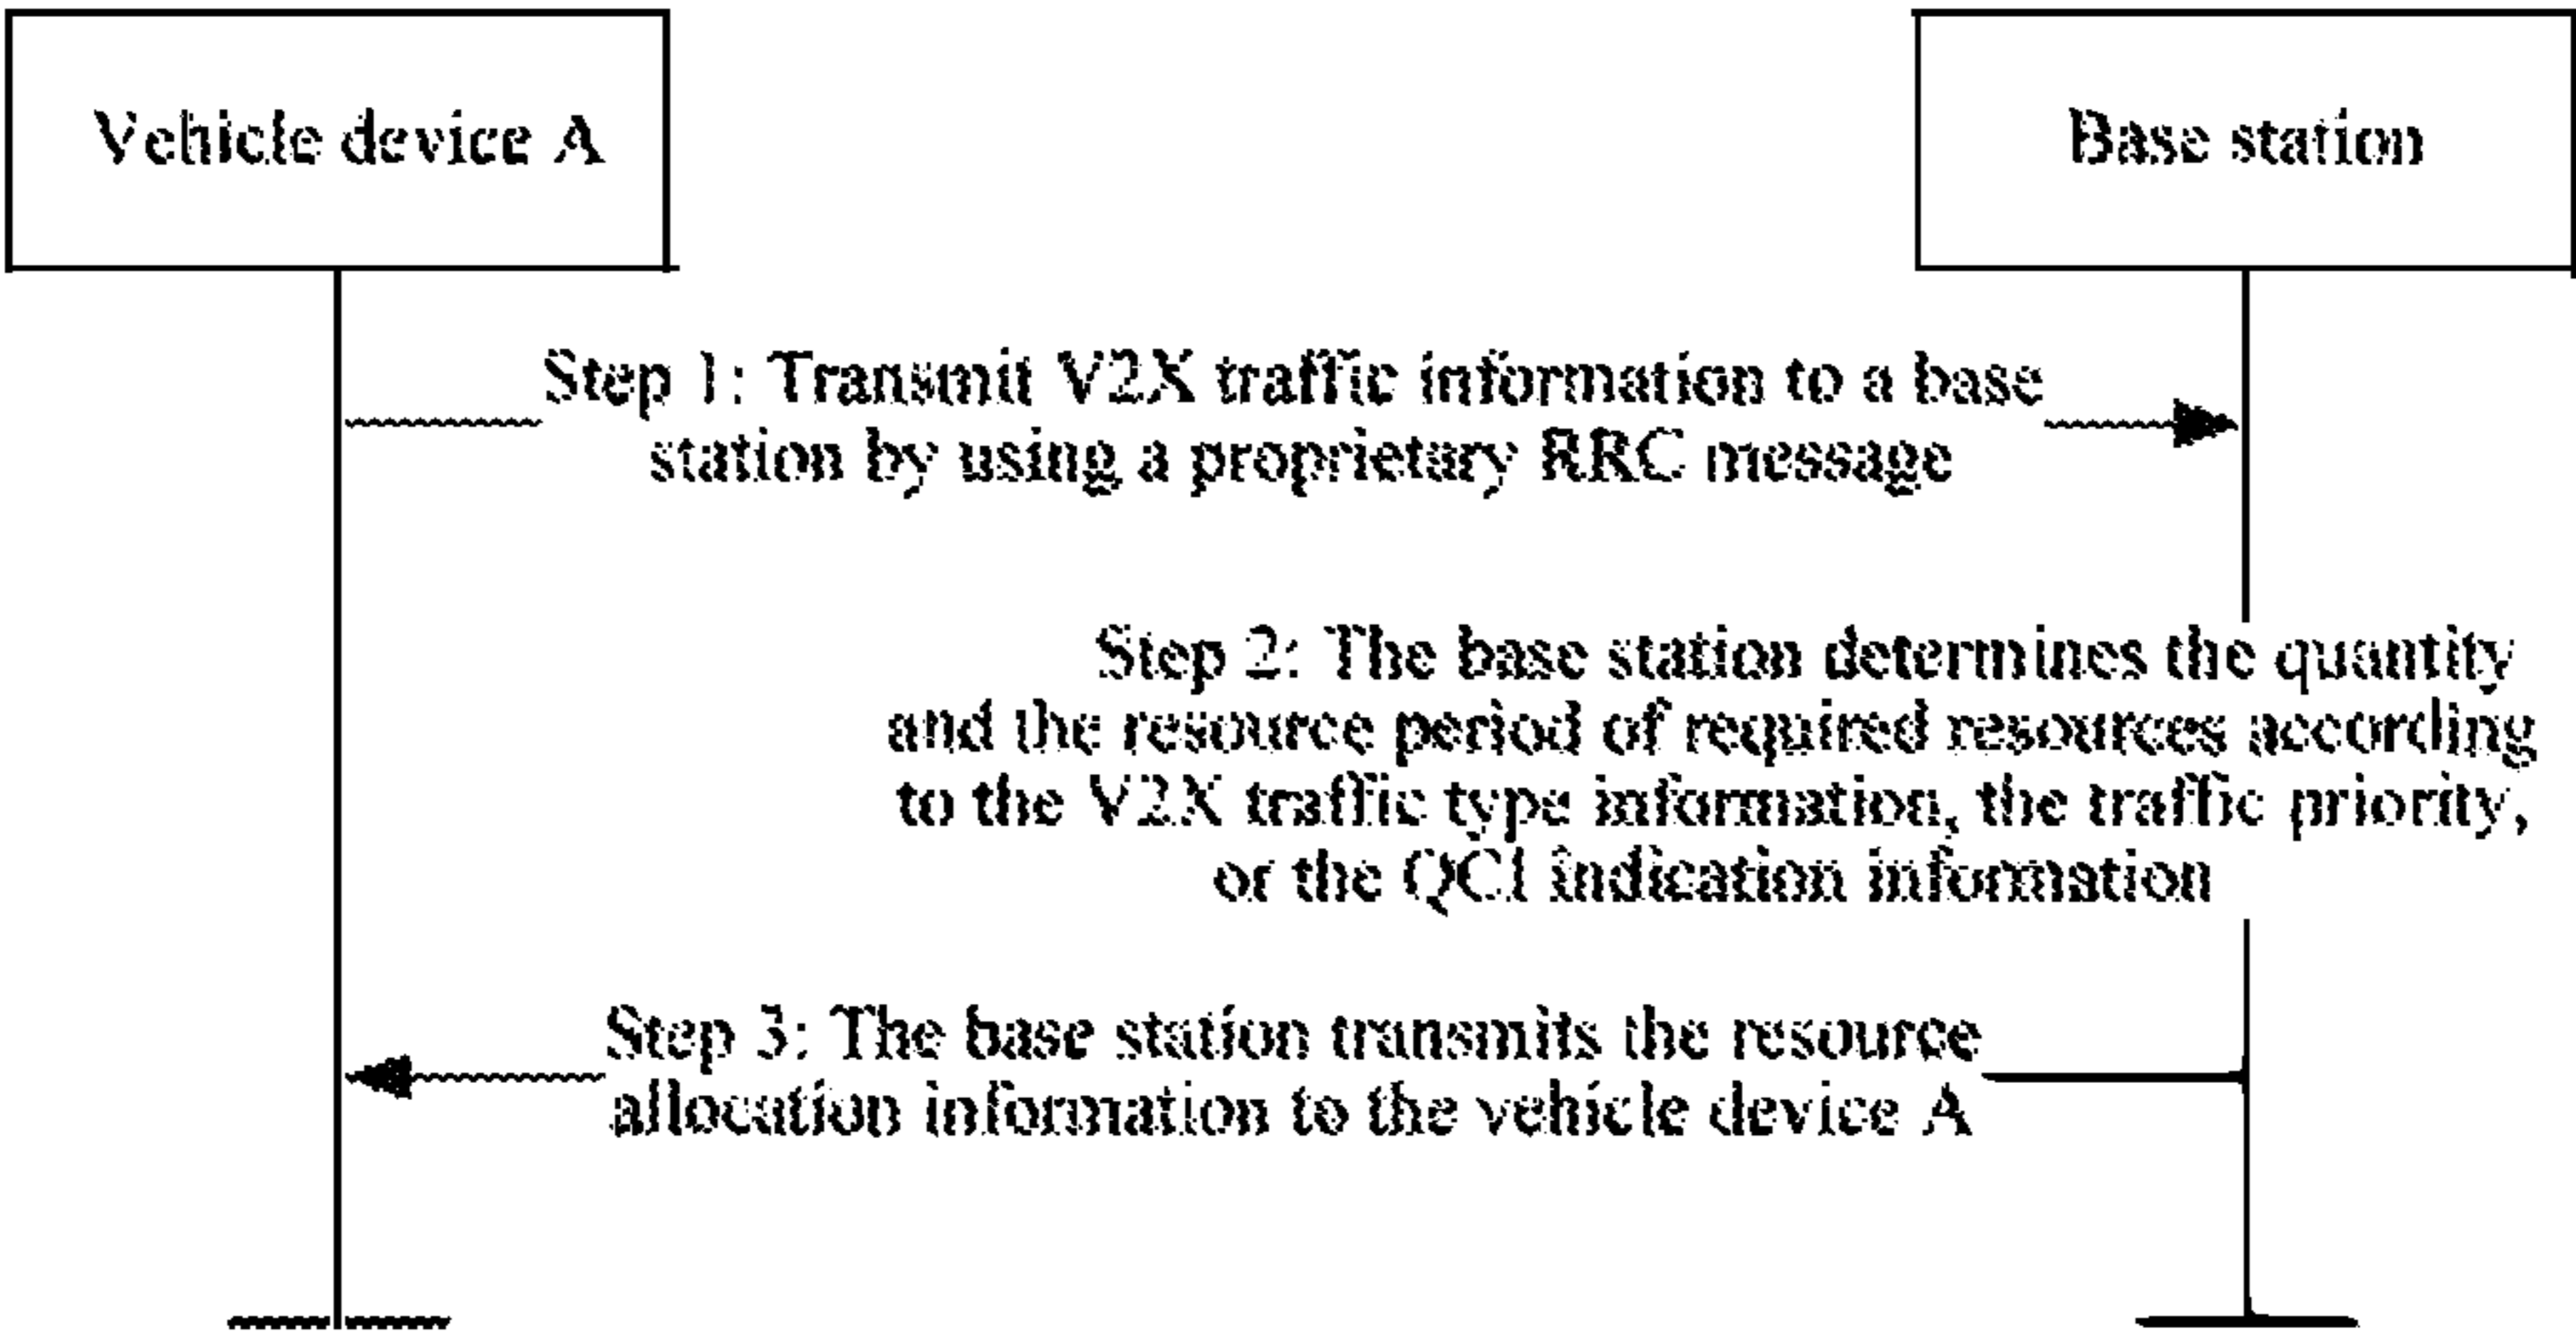 Vehicle device A
Base station
Step 1: Transmit V2X traffic information to a base
station by using a proprietary RRC message
Step 2: The base station determines the quantity
and the resource period of required resources according
to the V2X traffic type information, the traffic priority,
or the QCI indication information
Step 3: The base station transmits the resource
allocation information to the vehicle device A